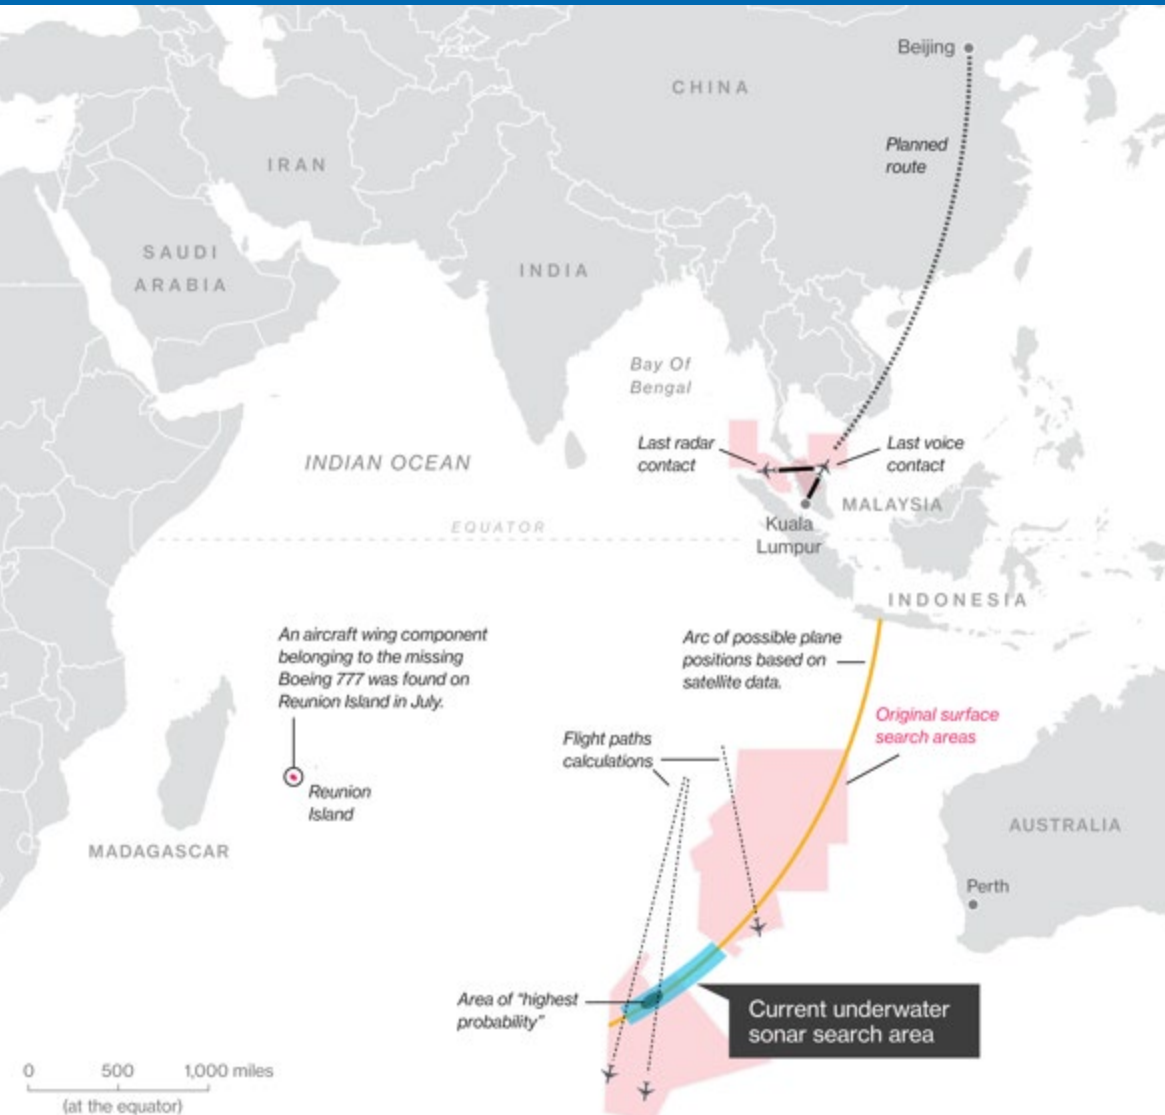 Beijing
CHINA
Planned
route
IRAN
SAUDI
ARABIA
INDIA
Bay Of
Bengal
Last radar
contact
Last voice
contact
INDIAN OCEAN
MALAYSIA
EQUATOR
Kuala
Lumpur
INDONESIA
An aircraft wing component
belonging to the missing
Boeing 777 was found on
Reunion Island in July.
Arc of possible plane
positions based on
satellite data.
Original surface
search areas
Flight paths
calculations
Reunion
Island
AUSTRALIA
MADAGASCAR
Perth
Area of "highest
probability"
Current underwater
sonar search area
0 500 1,000 miles
(at the equator)